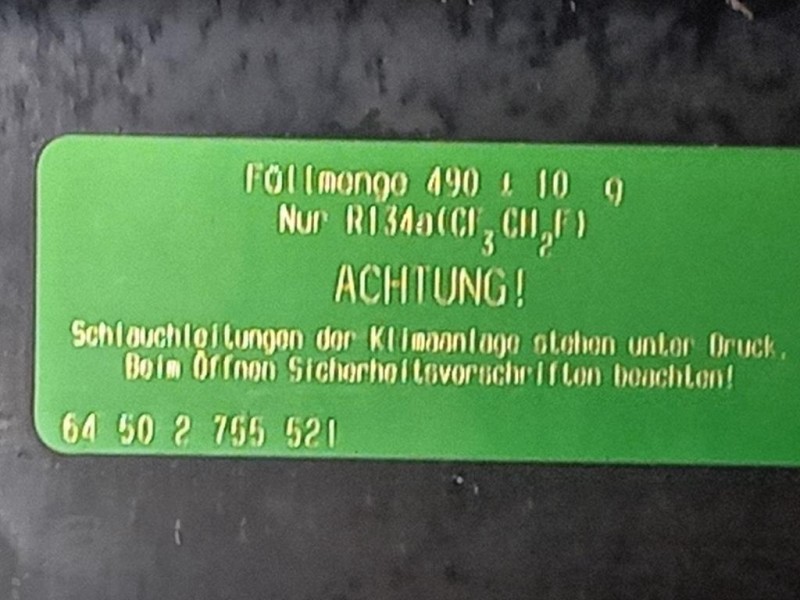 Füllmenge 490 ± 10 g
Nur R134a(CF₃CH₂F)
ACHTUNG!
Schlauchleitungen der Klimaanlage stehen unter Druck.
Beim Öffnen Sicherheitsvorschriften beachten!
64 50 2 755 521